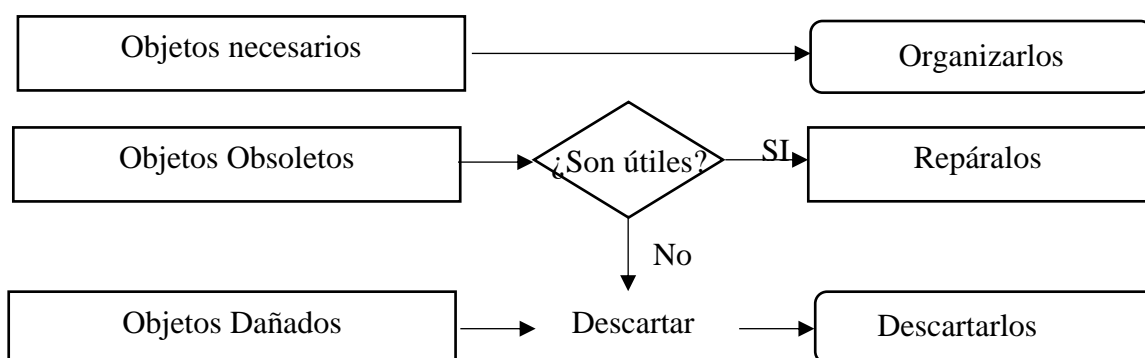 Objetos necesarios
Organizarlos
Objetos Obsoletos
¿Son útiles?
SI
Repáralos
No
Objetos Dañados
Descartar
Descartarlos